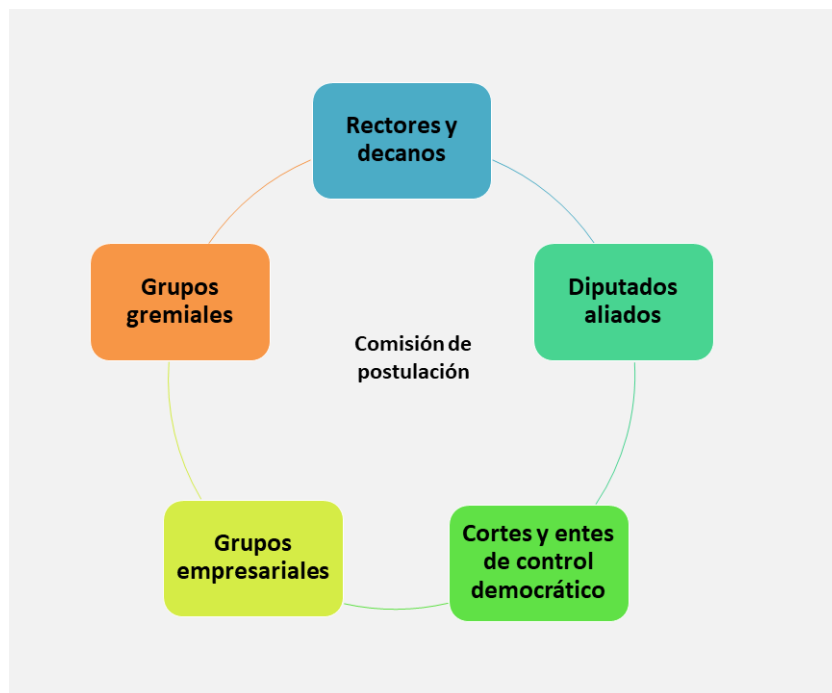 Rectores y
decanos
Grupos
gremiales
Diputados
aliados
Comisión de
postulación
Grupos
empresariales
Cortes y entes
de control
democrático